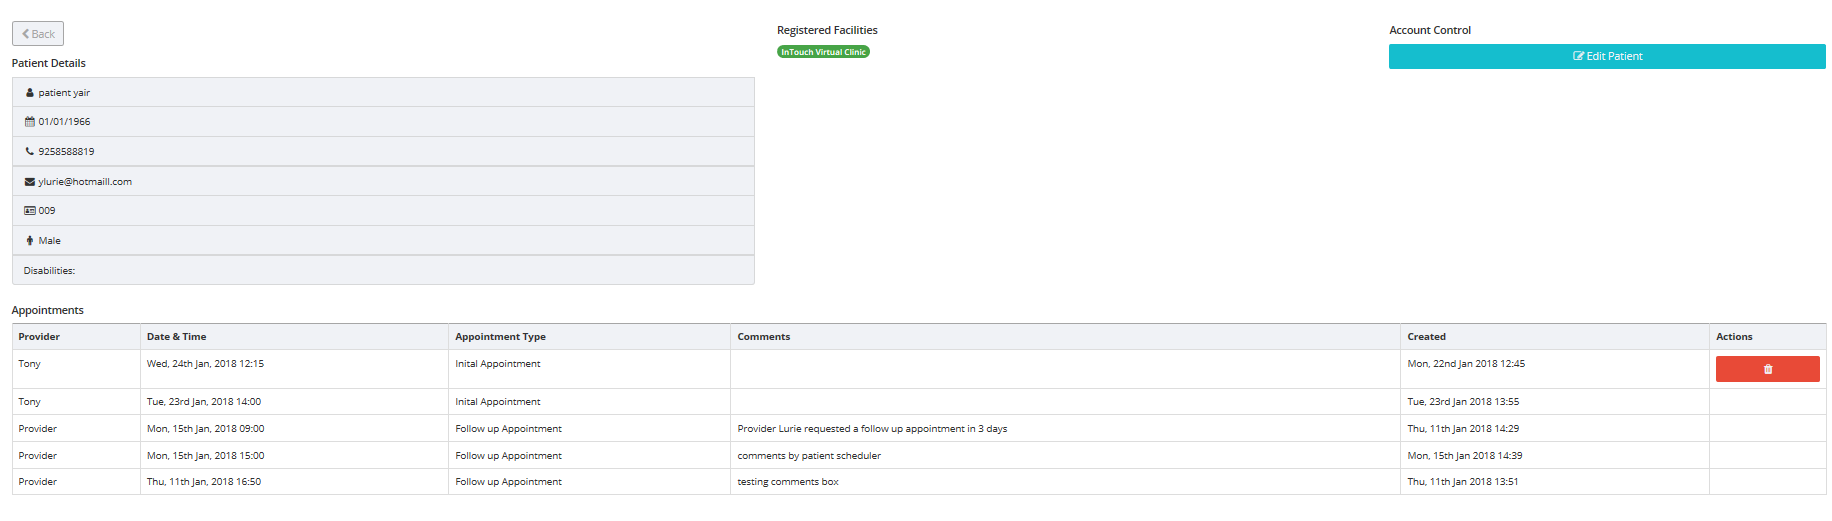 Back
Registered Facilities
Account Control
InTouch Virtual Clinic
Edit Patient
Patient Details
patient yair
01/01/1966
9258588819
ylurie@hotmaill.com
009
Male
Disabilities:
Appointments
Provider Date & Time Appointment Type Comments Created Actions
Tony Wed, 24th Jan, 2018 12:15 Inital Appointment Mon, 22nd Jan 2018 12:45
Tony Tue, 23rd Jan, 2018 14:00 Inital Appointment Tue, 23rd Jan 2018 13:55
Provider Mon, 15th Jan, 2018 09:00 Follow up Appointment Provider Lurie requested a follow up appointment in 3 days Thu, 11th Jan 2018 14:29
Provider Mon, 15th Jan, 2018 15:00 Follow up Appointment comments by patient scheduler Mon, 15th Jan 2018 14:39
Provider Thu, 11th Jan, 2018 16:50 Follow up Appointment testing comments box Thu, 11th Jan 2018 13:51